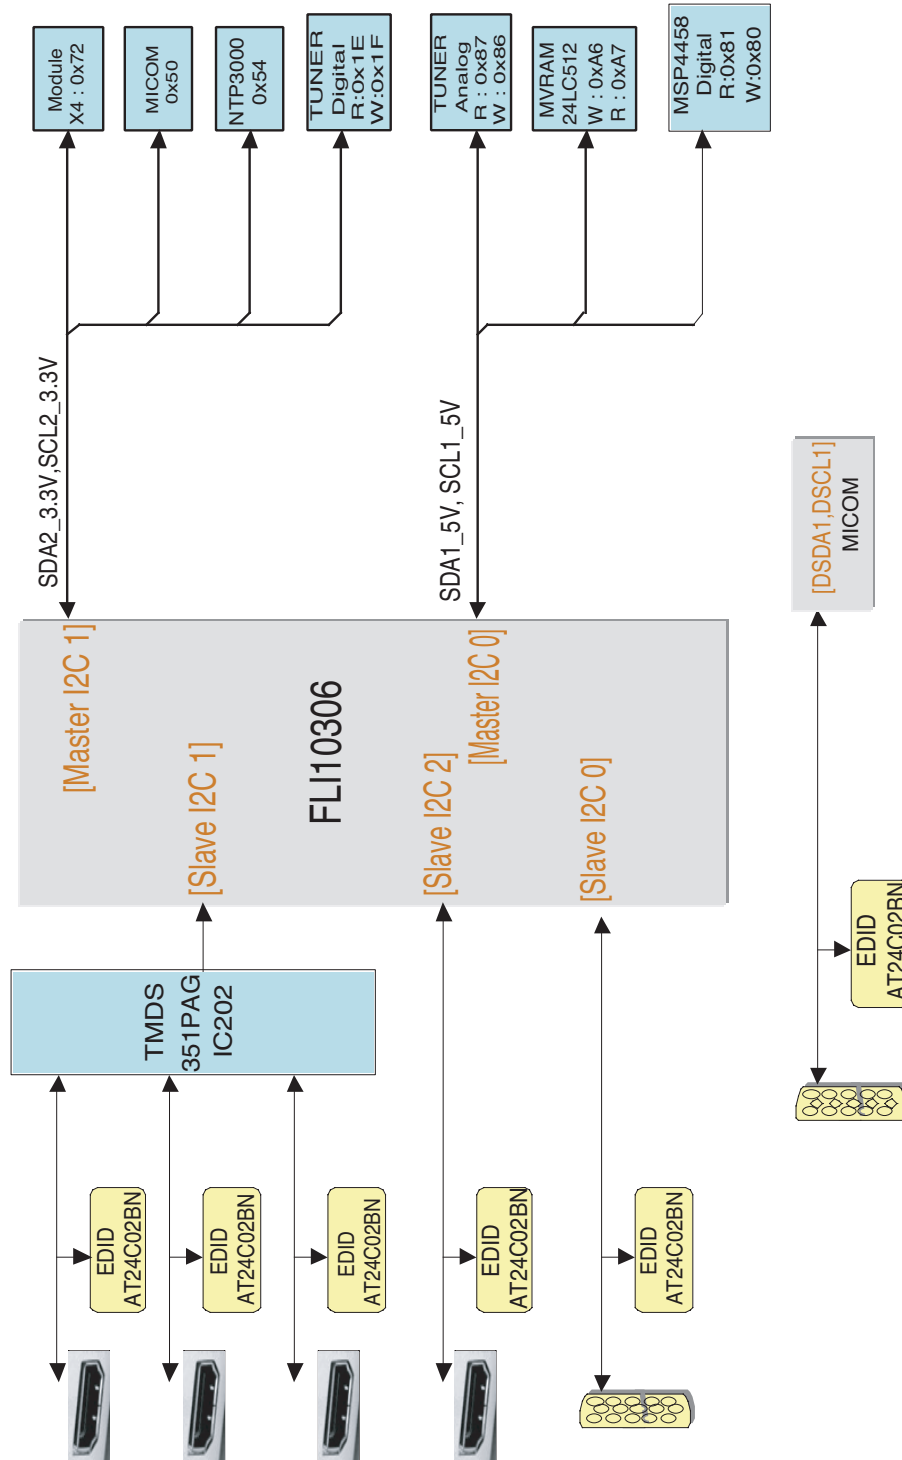 Module
X4 : 0x72
MICOM
0x50
NTP3000
0x54
TUNER
Digital
R:0x1E
W:0x1F
TUNER
Analog
R : 0x87
W : 0x86
MVRAM
24LC512
W : 0xA6
R : 0xA7
MSP4458
Digital
R:0x81
W:0x80
SDA2_3.3V,SCL2_3.3V
SDA1_5V, SCL1_5V
[DSDA1,DSCL1]
MICOM
[Master I2C 1]
[Slave I2C 1]
FLI10306
[Slave I2C 2]
[Master I2C 0]
[Slave I2C 0]
TMDS
351PAG
IC202
EDID
AT24C02BN
EDID
AT24C02BN
EDID
AT24C02BN
EDID
AT24C02BN
EDID
AT24C02BN
EDID
AT24C02BN